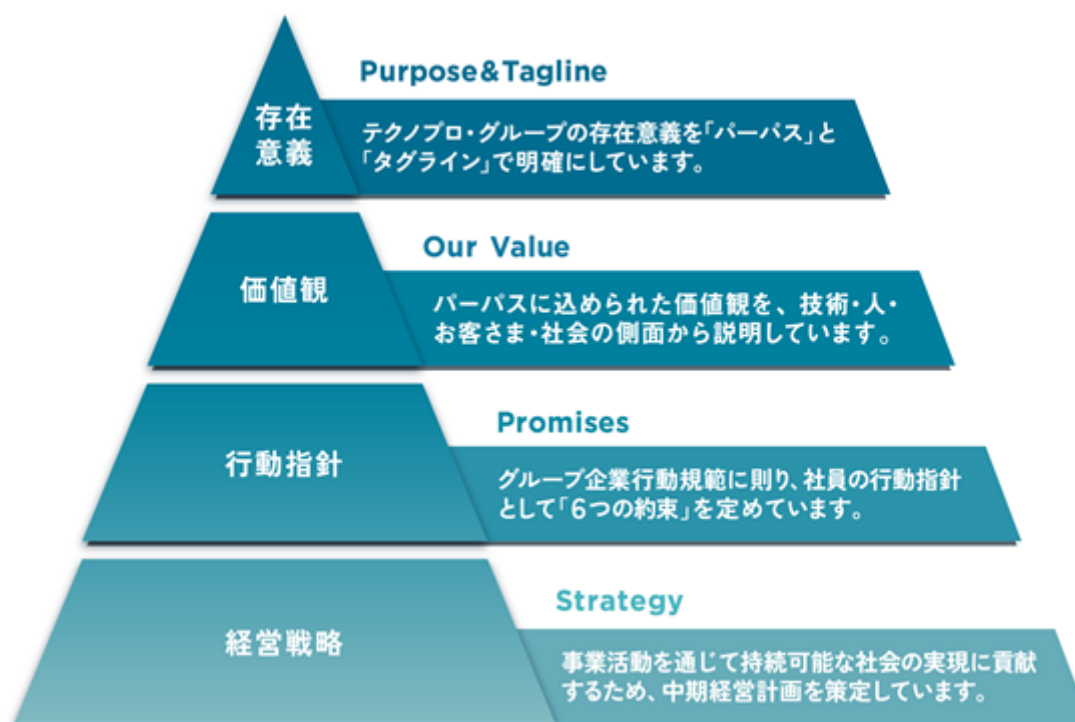 Purpose&Tagline
存在
意義
テクノプロ・グループの存在意義を「パーパス」と
「タグライン」で明確にしています。
Our Value
価値観
パーパスに込められた価値観を、技術・人・
お客さま・社会の側面から説明しています。
Promises
行動指針
グループ企業行動規範に則り、社員の行動指針
として「6つの約束」を定めています。
Strategy
経営戦略
事業活動を通じて持続可能な社会の実現に貢献
するため、中期経営計画を策定しています。